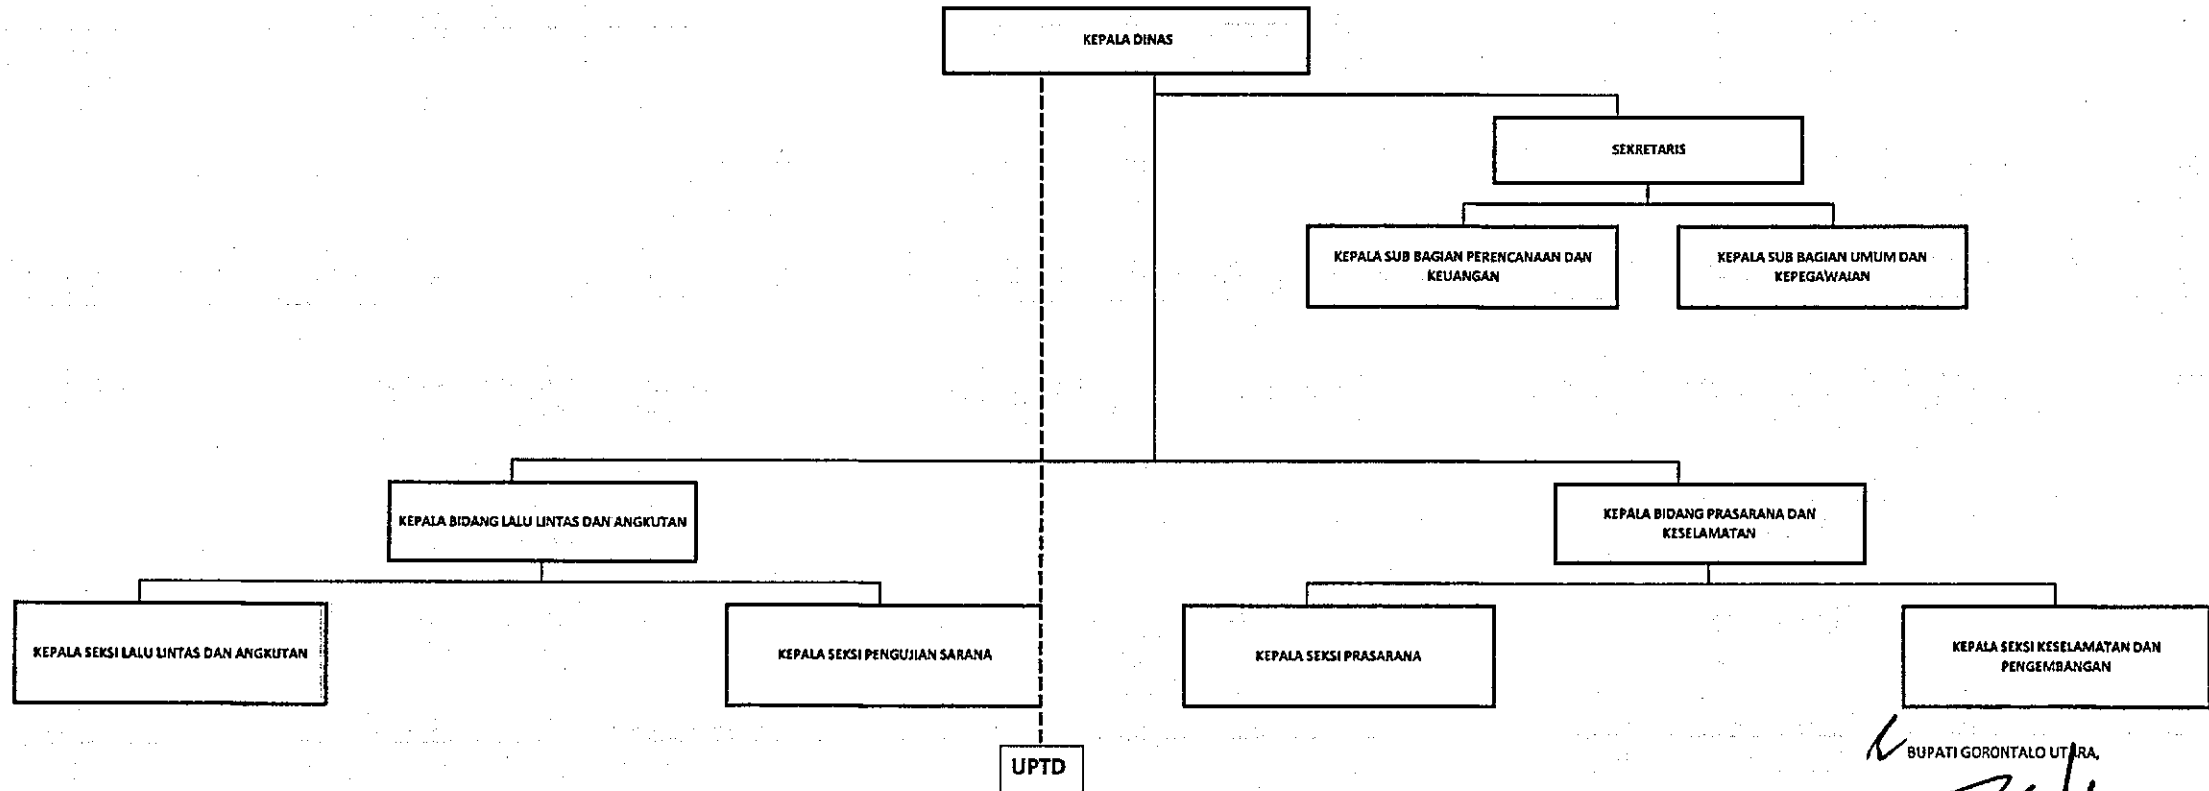 KEPALA DINAS
SEKRETARIS
KEPALA SUB BAGIAN PERENCANAAN DAN
KEUANGAN
KEPALA SUB BAGIAN UMUM DAN
KEPEGAWAIAN
KEPALA BIDANG LALU LINTAS DAN ANGKUTAN
KEPALA BIDANG PRASARANA DAN
KESELAMATAN
KEPALA SEKSI LALU LINTAS DAN ANGKUTAN
KEPALA SEKSI PENGUJIAN SARANA
KEPALA SEKSI PRASARANA
KEPALA SEKSI KESELAMATAN DAN
PENGEMBANGAN
UPTD
BUPATI GORONTALO UTARA,